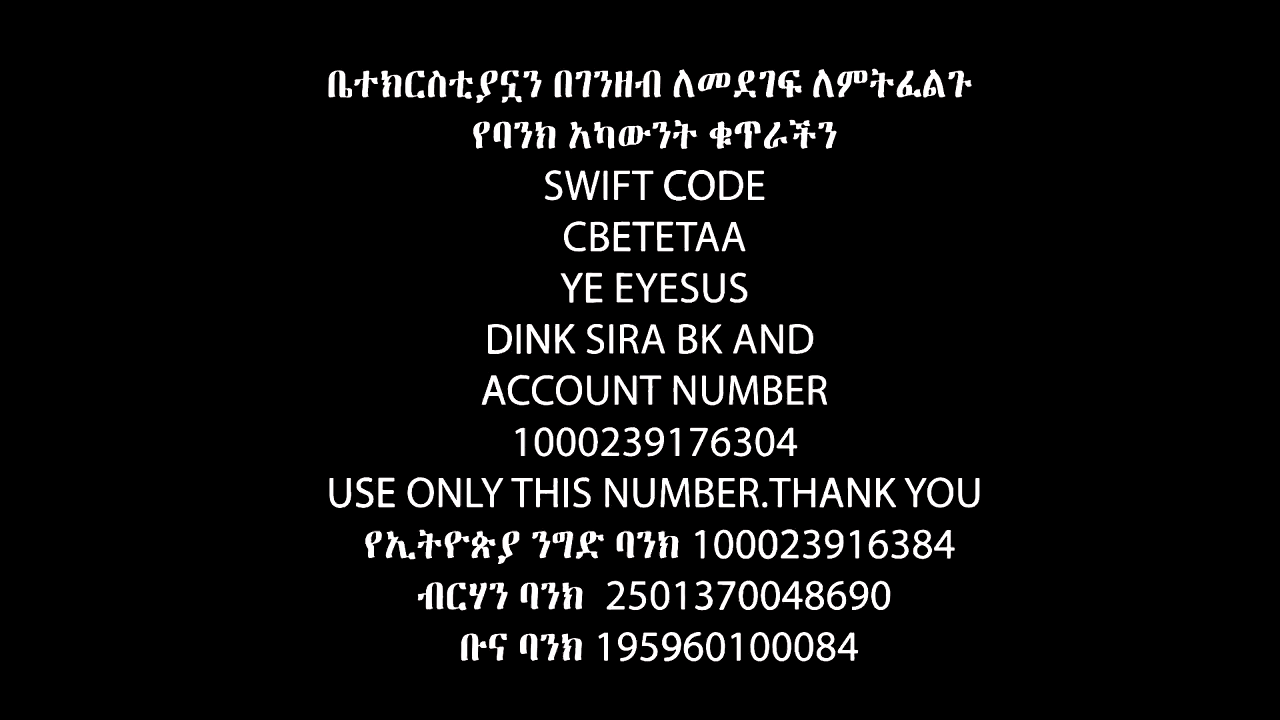 ቤተክርስቲያኗን በገንዘብ ለመደገፍ ለምትፈልጉ
የባንክ አካውንት ቁጥራችን
SWIFT CODE
CBETETAA
YE EYESUS
DINK SIRA BK AND
ACCOUNT NUMBER
1000239176304
USE ONLY THIS NUMBER.THANK YOU
የኢትዮጵያ ንግድ ባንክ 100023916384
ብርሃን ባንክ 2501370048690
ቡና ባንክ 195960100084